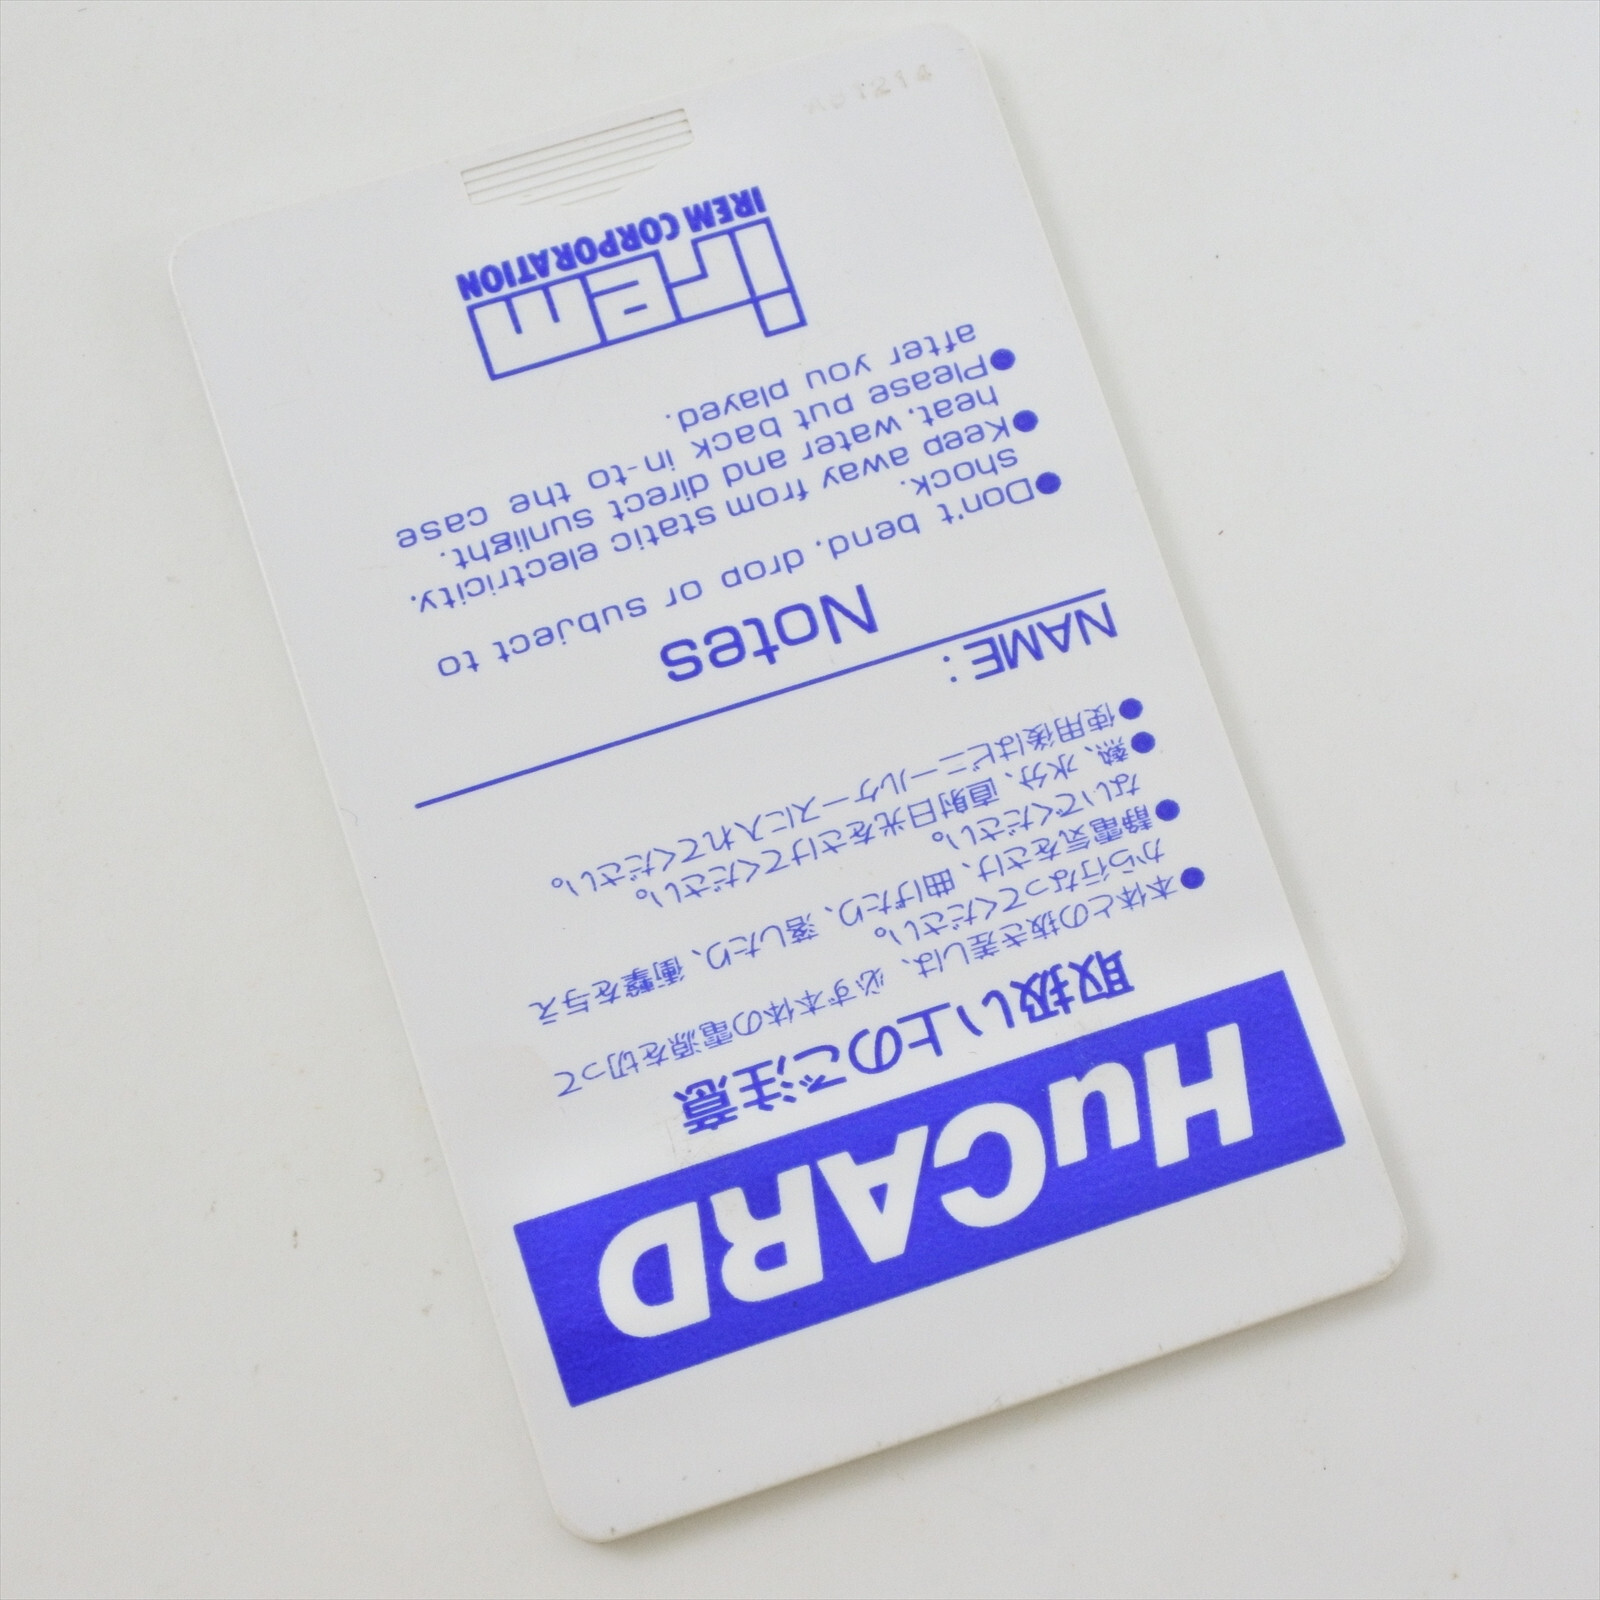 HuCARD
取扱い上のご注意
●本体との抜き差しは、必ず本体の電源を切って
から行なってください。
●静電気をさけ、曲げたり、落したり、衝撃を与え
ないでください。
●熱、水分、直射日光をさけてください。
●使用後はビニールケースに入れてください。
NAME:
Notes
●Don't bend, drop or subject to
shock.
●Keep away from static electricity,
heat, water and direct sunlight.
●Please put back in-to the case
after you played.
irem
IREM CORPORATION